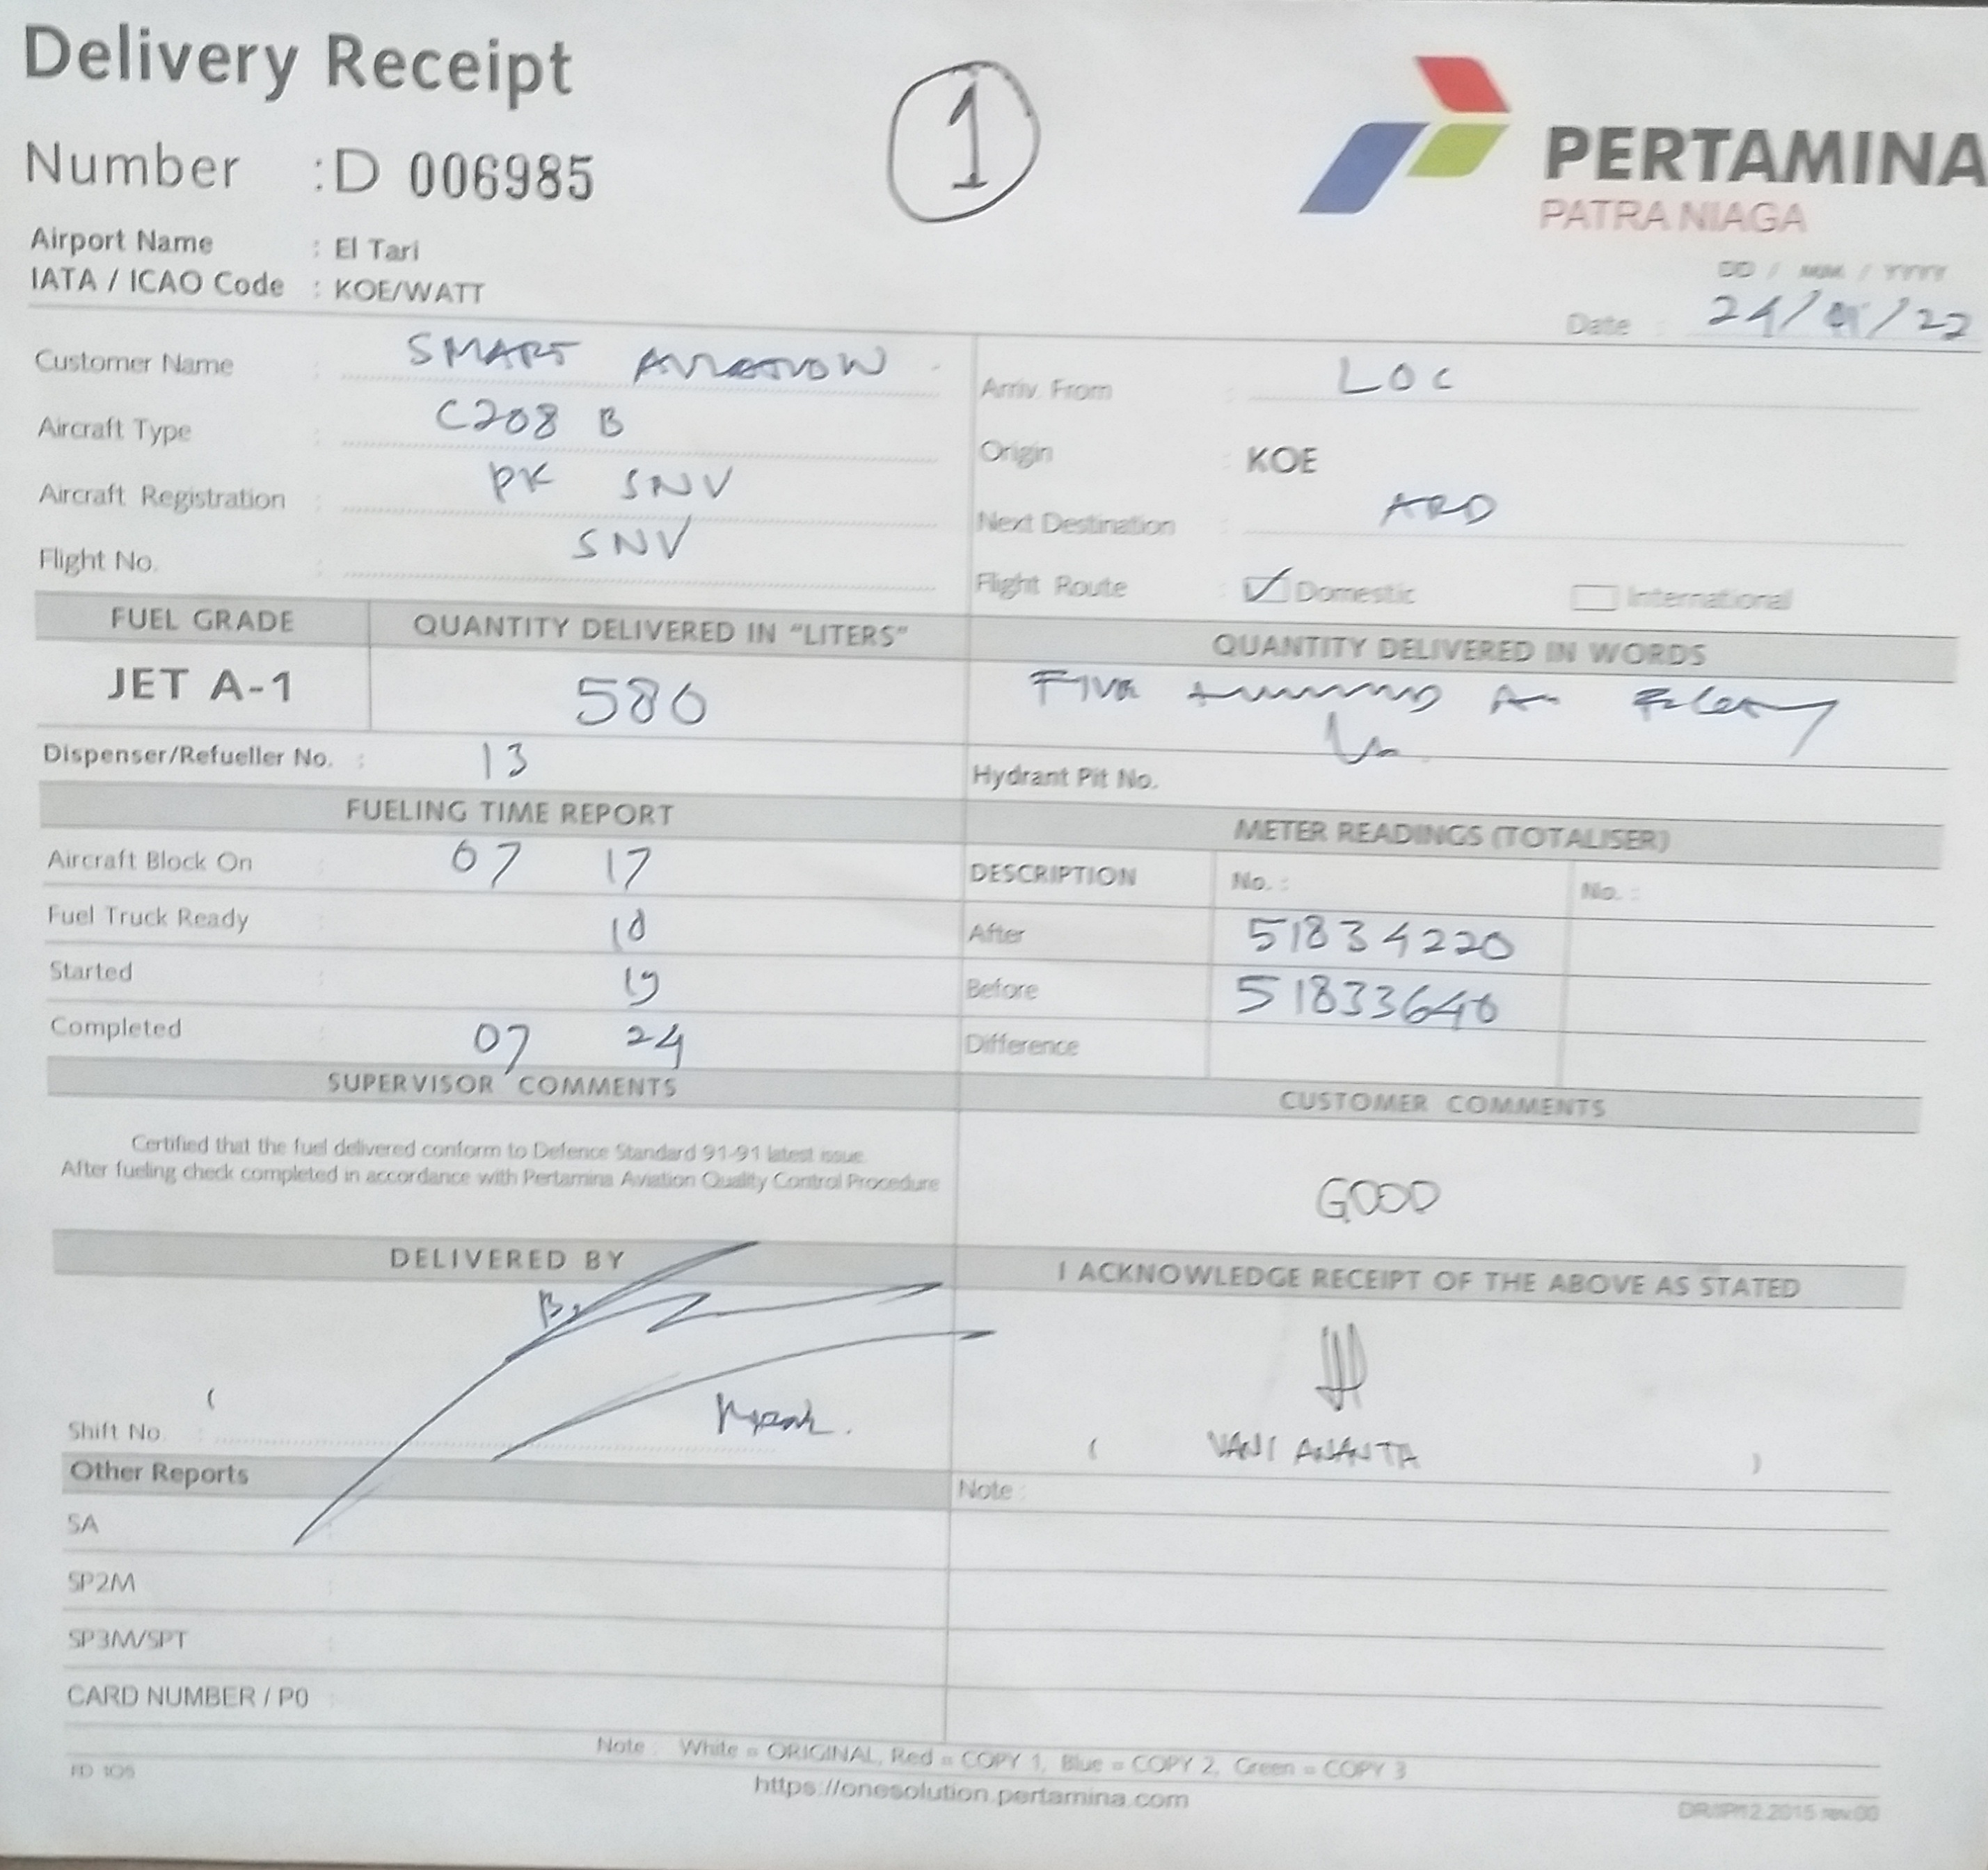 Delivery Receipt
1
Number :D 006985
PERTAMINA
PATRA NIAGA
Airport Name : El Tari
IATA / ICAO Code : KOE/WATT
DD / MM / YYYY
Date : 24/ /22
Customer Name : SMART AVIATION
Arriv. From : LOC
Aircraft Type : C208 B
Origin : KOE
Aircraft Registration : PK SNV
Next Destination : ARD
Flight No. : SNV
Flight Route : Domestic International
FUEL GRADE QUANTITY DELIVERED IN “LITERS” QUANTITY DELIVERED IN WORDS
JET A-1 580 Five
Dispenser/Refueller No. : 13
Hydrant Pit No.
FUELING TIME REPORT METER READINGS (TOTALISER)
Aircraft Block On : 07 17
DESCRIPTION No. : No. :
Fuel Truck Ready : 18
After 51834220
Started : 19
Before 51833640
Completed : 07 24
Difference
SUPERVISOR COMMENTS CUSTOMER COMMENTS
Certified that the fuel delivered conform to Defence Standard 91-91 latest issue.
After fueling check completed in accordance with Pertamina Aviation Quality Control Procedure
GOOD
DELIVERED BY I ACKNOWLEDGE RECEIPT OF THE ABOVE AS STATED
(
Shift No. :
( VANI ANANTA )
Other Reports
Note :
SA :
SP2M :
SP3M/SPT :
CARD NUMBER / P0 :
Note : White = ORIGINAL, Red = COPY 1, Blue = COPY 2, Green = COPY 3
FD 105
https://onesolution.pertamina.com